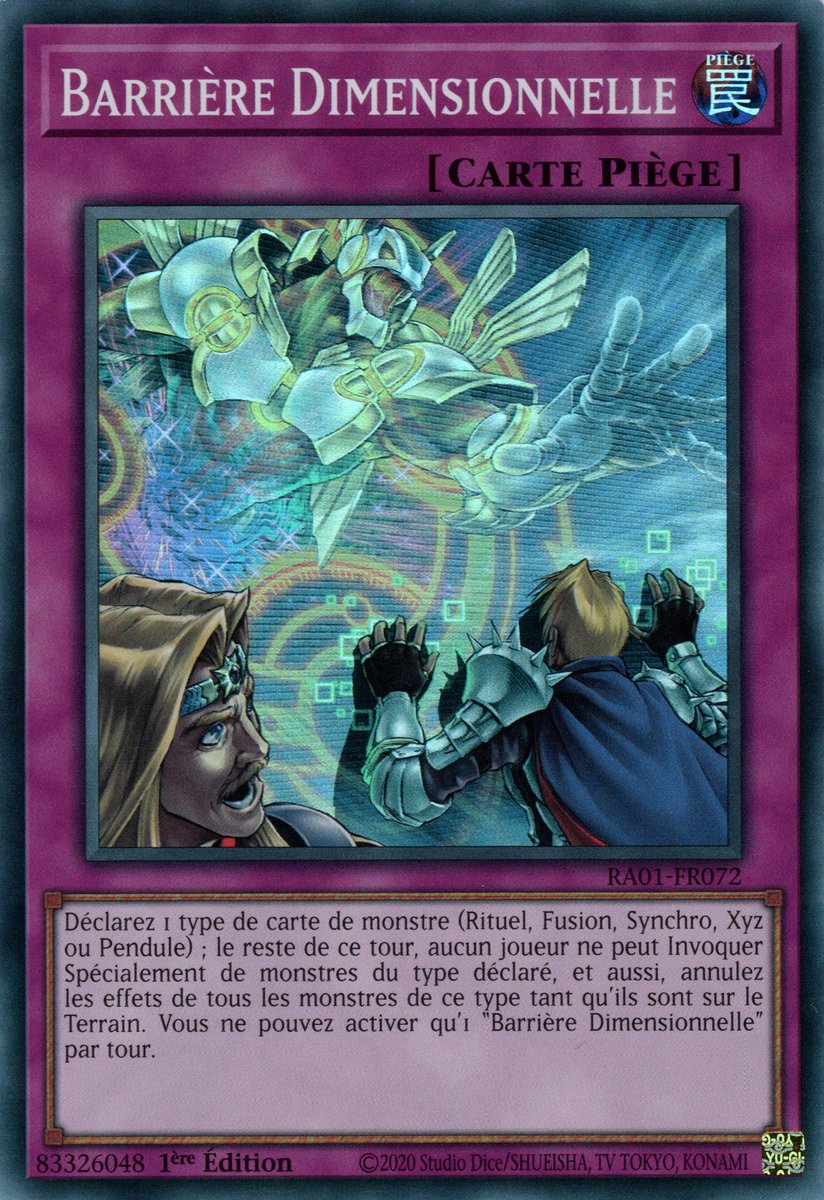 BARRIÈRE DIMENSIONNELLE
PIÈGE
罠
[CARTE PIÈGE]
RA01-FR072
Déclarez 1 type de carte de monstre (Rituel, Fusion, Synchro, Xyz
ou Pendule) ; le reste de ce tour, aucun joueur ne peut Invoquer
Spécialement de monstres du type déclaré, et aussi, annulez
les effets de tous les monstres de ce type tant qu'ils sont sur le
Terrain. Vous ne pouvez activer qu'1 "Barrière Dimensionnelle"
par tour.
83326048 1ère Édition ©2020 Studio Dice/SHUEISHA, TV TOKYO, KONAMI